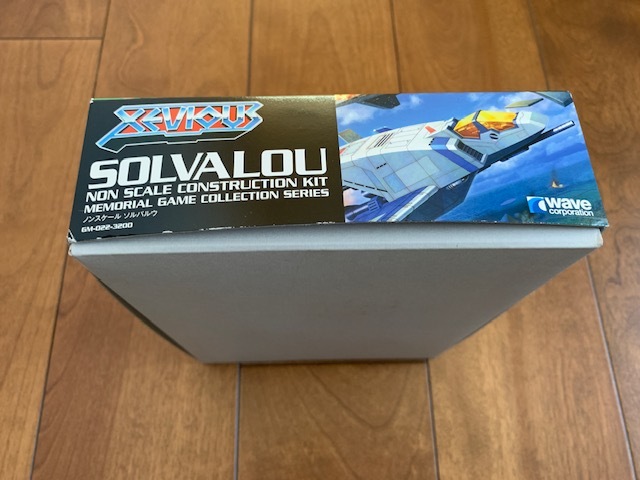 XEVIOUS
SOLVALOU
NON SCALE CONSTRUCTION KIT
MEMORIAL GAME COLLECTION SERIES
ノンスケール ソルバルウ
GM-022-3200
wave
corporation